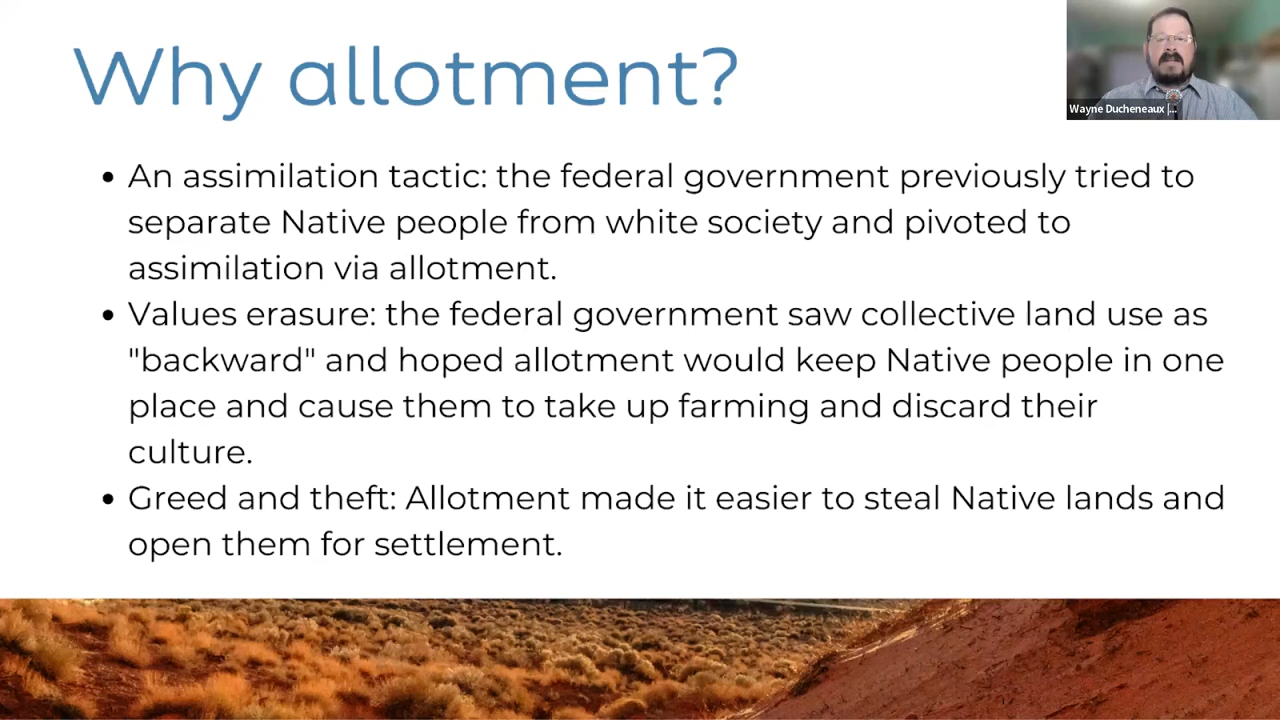 Why allotment?
Wayne Ducheneaux |...
• An assimilation tactic: the federal government previously tried to
separate Native people from white society and pivoted to
assimilation via allotment.
• Values erasure: the federal government saw collective land use as
"backward" and hoped allotment would keep Native people in one
place and cause them to take up farming and discard their
culture.
• Greed and theft: Allotment made it easier to steal Native lands and
open them for settlement.